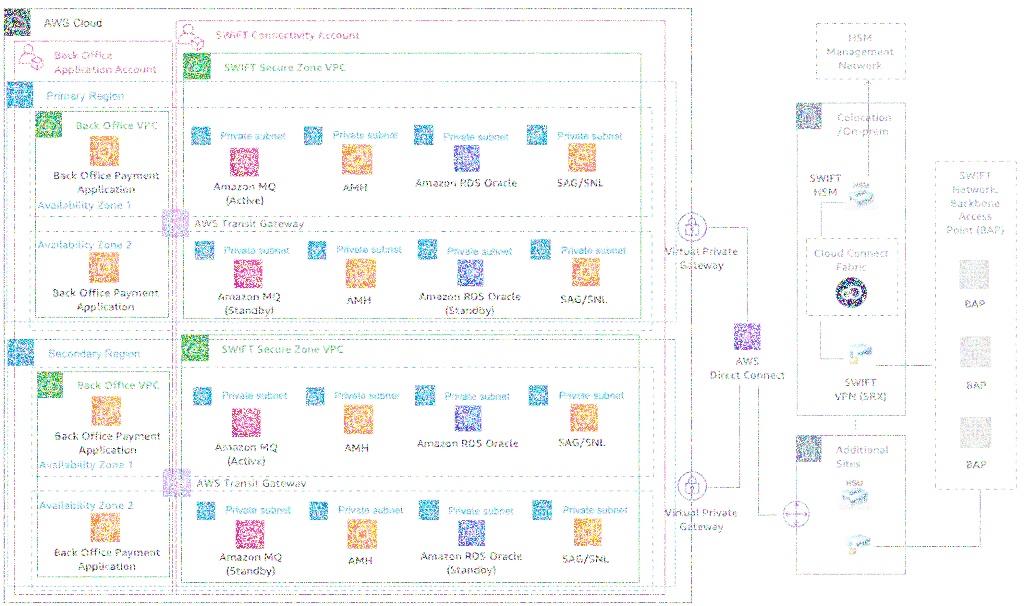 AWS Cloud
Back Office
Application Account
SWIFT Connectivity Account
SWIFT Secure Zone VPC
Primary Region
Back Office VPC
Back Office Payment
Application
Availability Zone 1
Private subnet
Private subnet
Private subnet
Private subnet
Amazon MQ
(Active)
AMH
Amazon RDS Oracle
SAG/SNL
AWS Transit Gateway
Availability Zone 2
Back Office Payment
Application
Private subnet
Private subnet
Private subnet
Private subnet
Amazon MQ
(Standby)
AMH
Amazon RDS Oracle
(Standby)
SAG/SNL
Secondary Region
SWIFT Secure Zone VPC
Back Office VPC
Back Office Payment
Application
Availability Zone 1
Private subnet
Private subnet
Private subnet
Private subnet
Amazon MQ
(Active)
AMH
Amazon RDS Oracle
SAG/SNL
AWS Transit Gateway
Availability Zone 2
Back Office Payment
Application
Private subnet
Private subnet
Private subnet
Private subnet
Amazon MQ
(Standby)
AMH
Amazon RDS Oracle
(Standby)
SAG/SNL
Virtual Private
Gateway
AWS
Direct Connect
Virtual Private
Gateway
HSM
Management
Network
Colocation
/On-prem
SWIFT
HSM
HSM
Cloud Connect
Fabric
SWIFT
VPN (SRX)
Additional
Sites
HSM
SWIFT
Network,
Backbone
Access
Point (BAP)
BAP
BAP
BAP